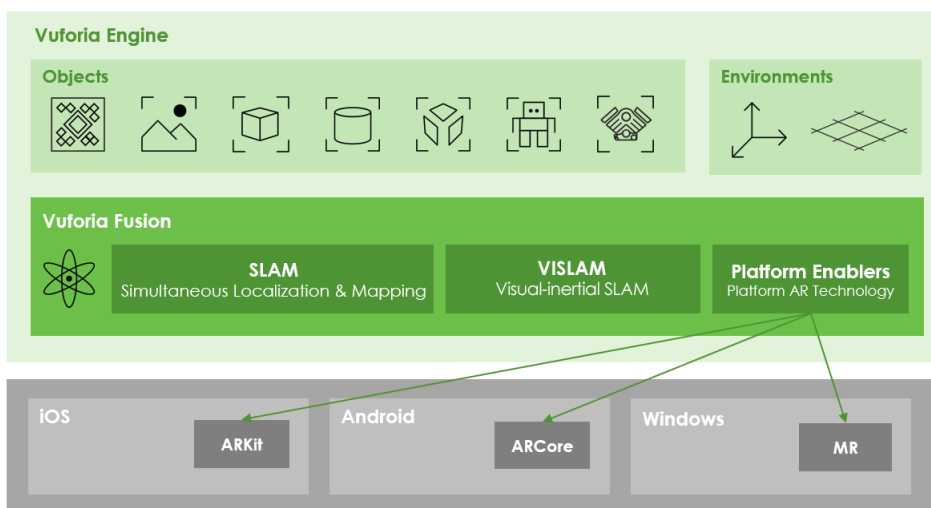 Vuforia Engine
Objects
Environments
Vuforia Fusion
SLAM
Simultaneous Localization & Mapping
VISLAM
Visual-inertial SLAM
Platform Enablers
Platform AR Technology
iOS
ARKit
Android
ARCore
Windows
MR